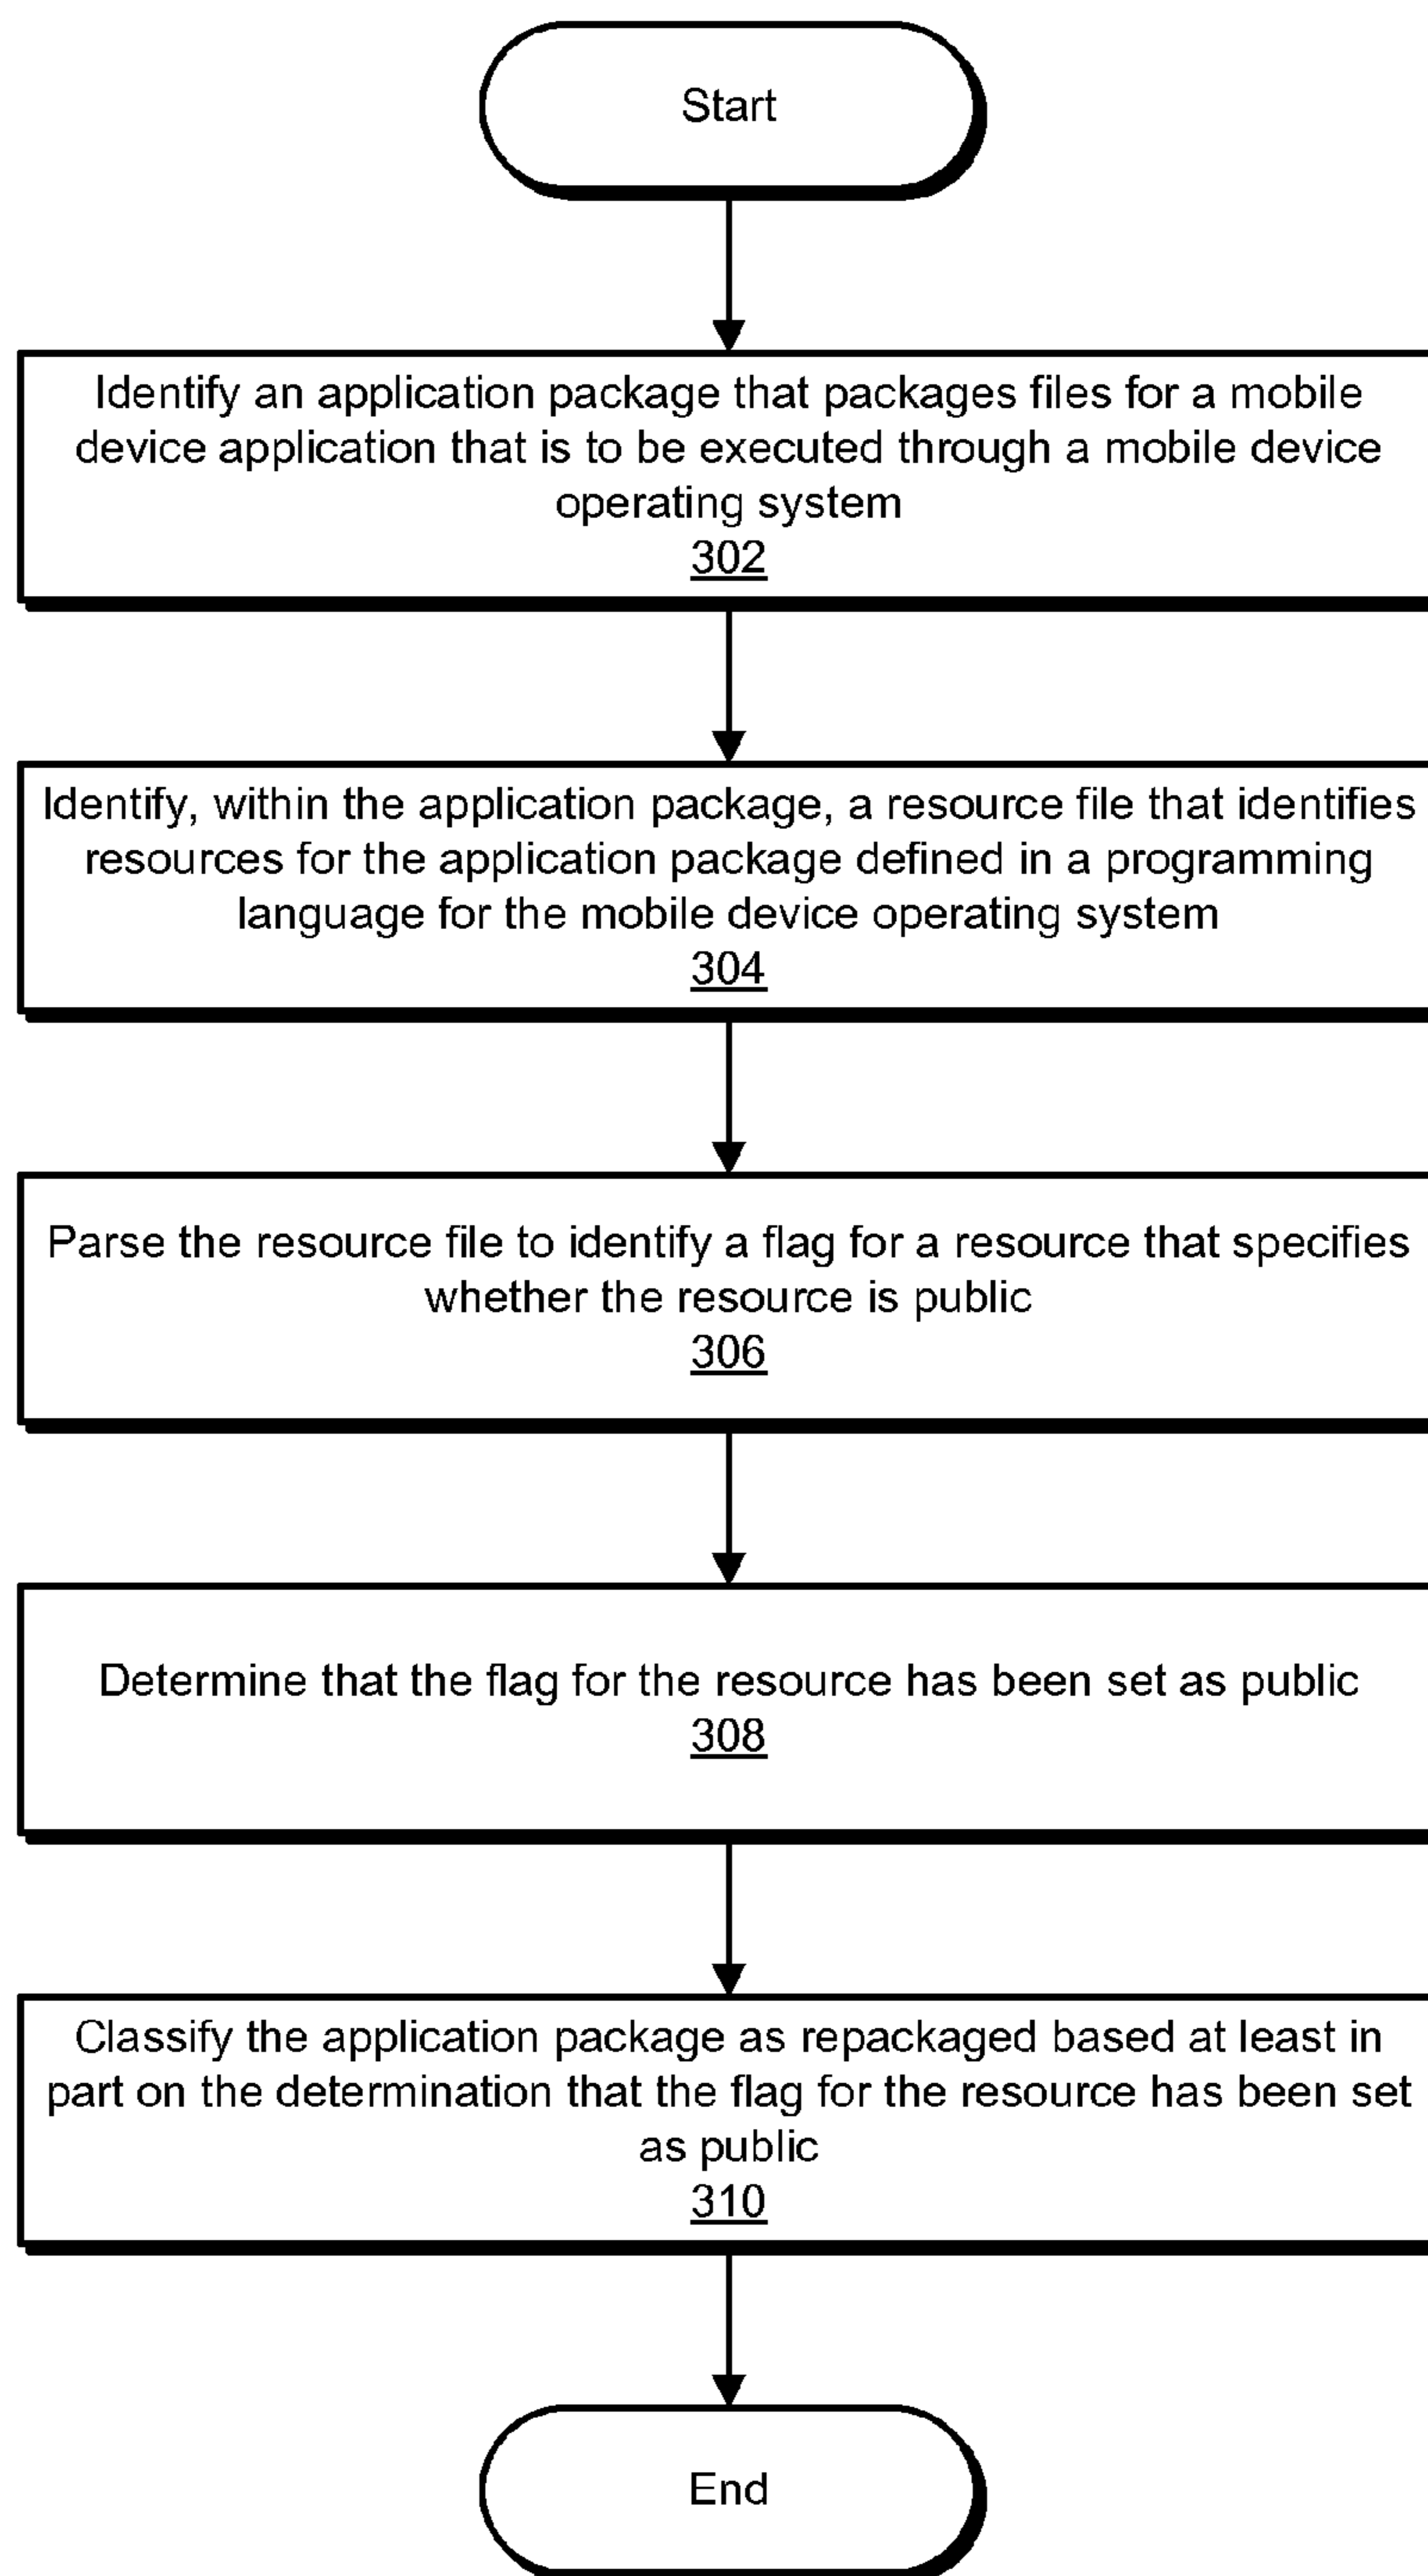 Start
Identify an application package that packages files for a mobile
device application that is to be executed through a mobile device
operating system
302
Identify, within the application package, a resource file that identifies
resources for the application package defined in a programming
language for the mobile device operating system
304
Parse the resource file to identify a flag for a resource that specifies
whether the resource is public
306
Determine that the flag for the resource has been set as public
308
Classify the application package as repackaged based at least in
part on the determination that the flag for the resource has been set
as public
310
End